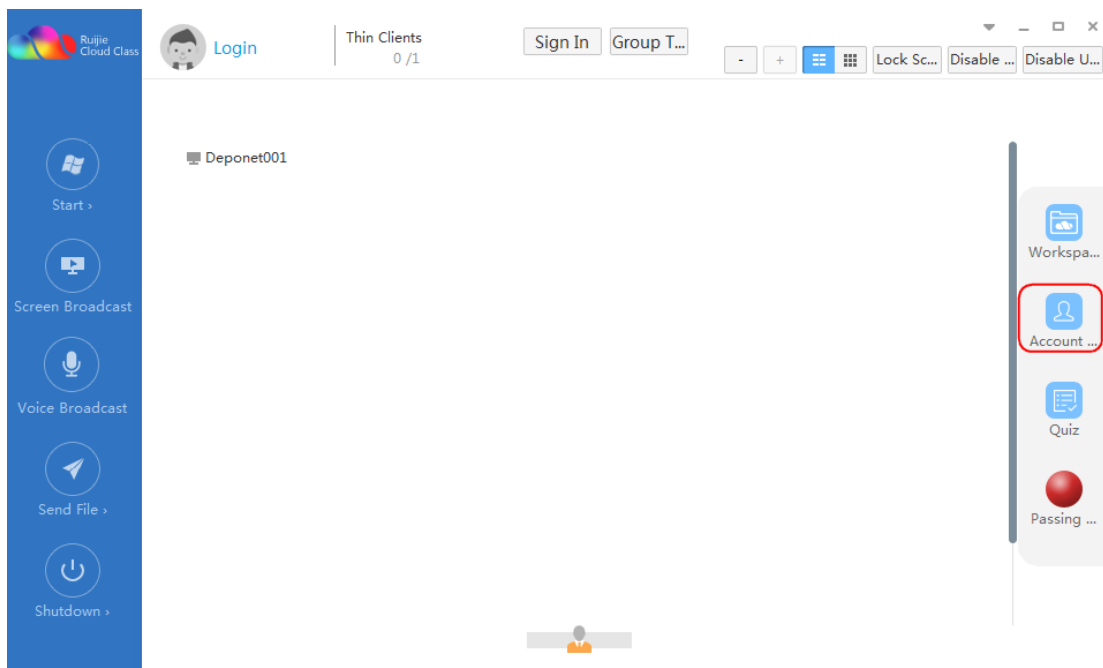 Ruijie
Cloud Class
Login
Thin Clients
0 /1
Sign In
Group T...
-
+
Lock Sc...
Disable ...
Disable U...
Start ›
Screen Broadcast
Voice Broadcast
Send File ›
Shutdown ›
Deponet001
Workspa...
Account ...
Quiz
Passing ...